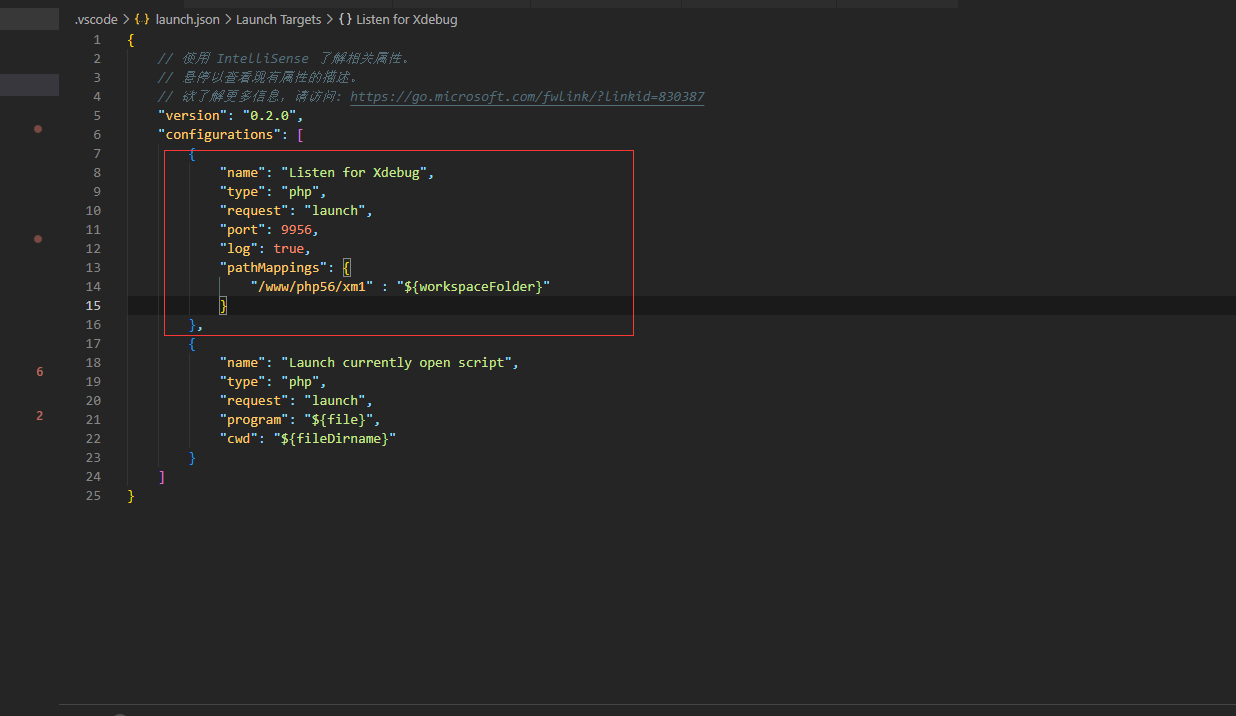 .vscode > {} launch.json > Launch Targets > {} Listen for Xdebug
1 {
2 // 使用 IntelliSense 了解相关属性。
3 // 悬停以查看现有属性的描述。
4 // 欲了解更多信息，请访问: https://go.microsoft.com/fwlink/?linkid=830387
5 "version": "0.2.0",
6 "configurations": [
7 {
8 "name": "Listen for Xdebug",
9 "type": "php",
10 "request": "launch",
11 "port": 9956,
12 "log": true,
13 "pathMappings": {
14 "/www/php56/xm1" : "${workspaceFolder}"
15 }
16 },
17 {
18 "name": "Launch currently open script",
19 "type": "php",
20 "request": "launch",
21 "program": "${file}",
22 "cwd": "${fileDirname}"
23 }
24 ]
25 }
6
2